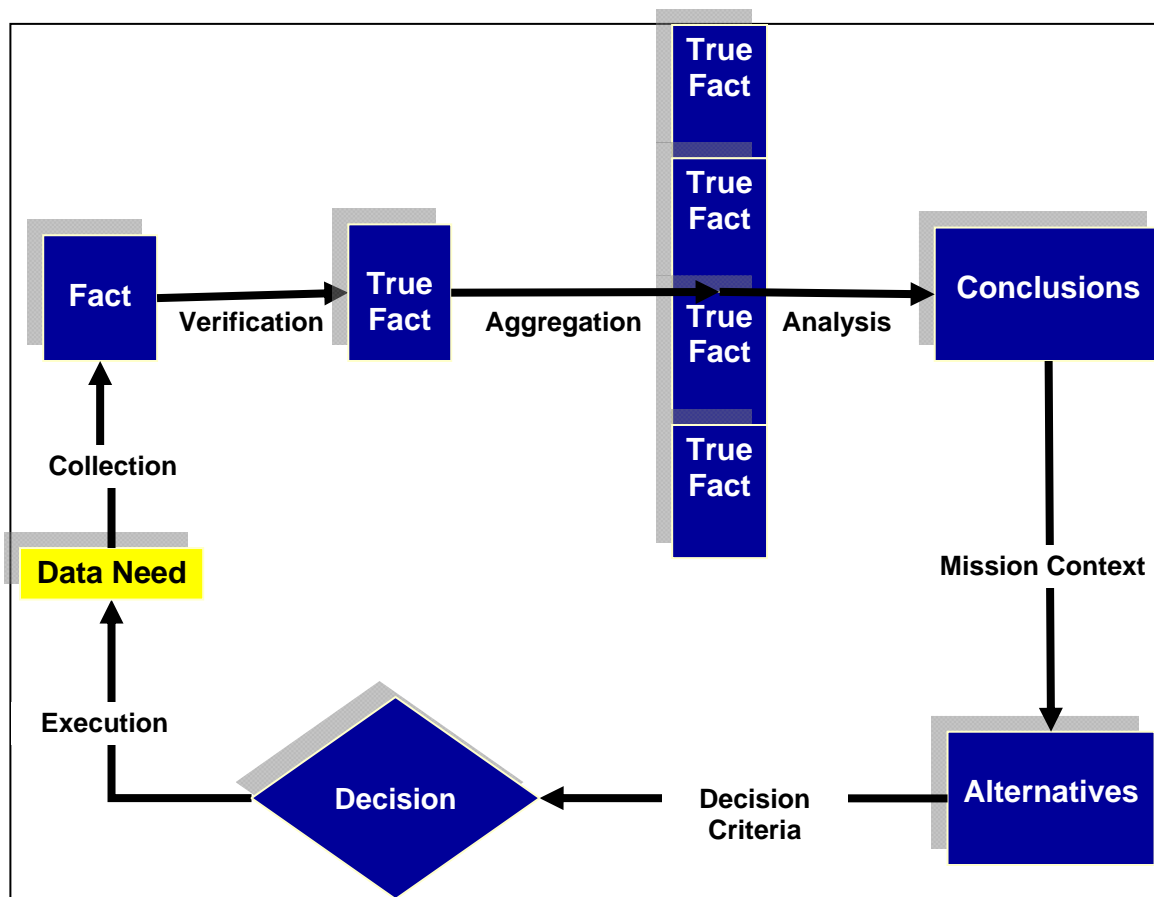 True
Fact
True
Fact
Fact
Verification
True
Fact
Aggregation
True
Fact
Analysis
Conclusions
True
Fact
Collection
Mission Context
Data Need
Execution
Decision
Decision
Criteria
Alternatives